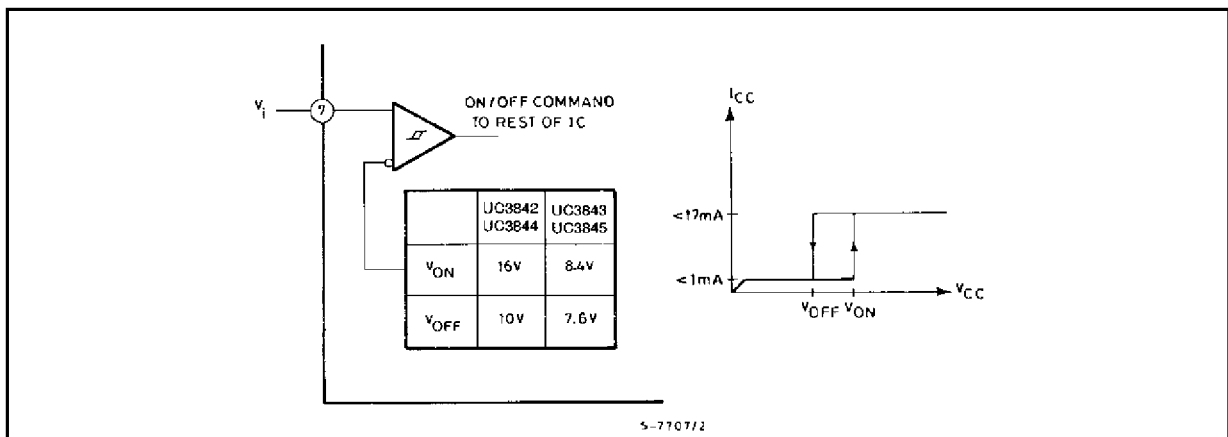 Vi
7
ON/OFF COMMAND
TO REST OF IC
UC3842 UC3843
UC3844 UC3845
VON 16V 8.4V
VOFF 10V 7.6V
ICC
<17mA
<1mA
VOFF VON
VCC
S-7707/2